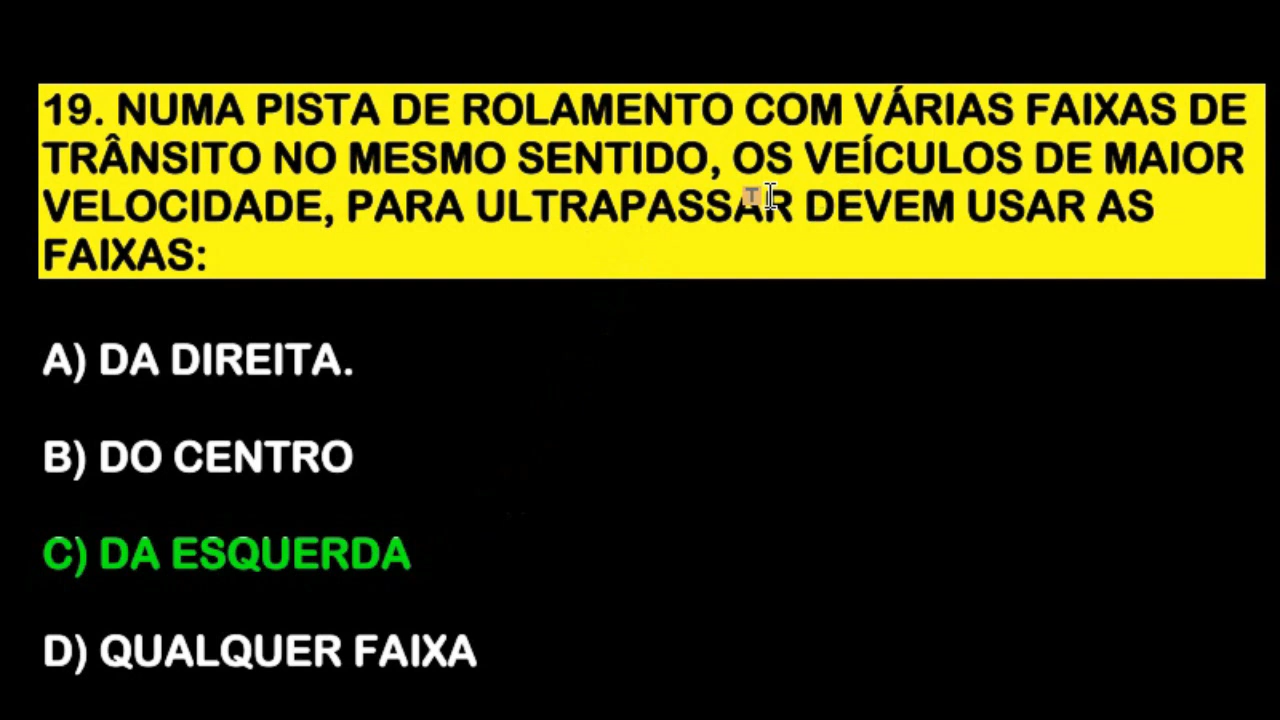 19. NUMA PISTA DE ROLAMENTO COM VÁRIAS FAIXAS DE
TRÂNSITO NO MESMO SENTIDO, OS VEÍCULOS DE MAIOR
VELOCIDADE, PARA ULTRAPASSAR DEVEM USAR AS
FAIXAS:
A) DA DIREITA.
B) DO CENTRO
C) DA ESQUERDA
D) QUALQUER FAIXA